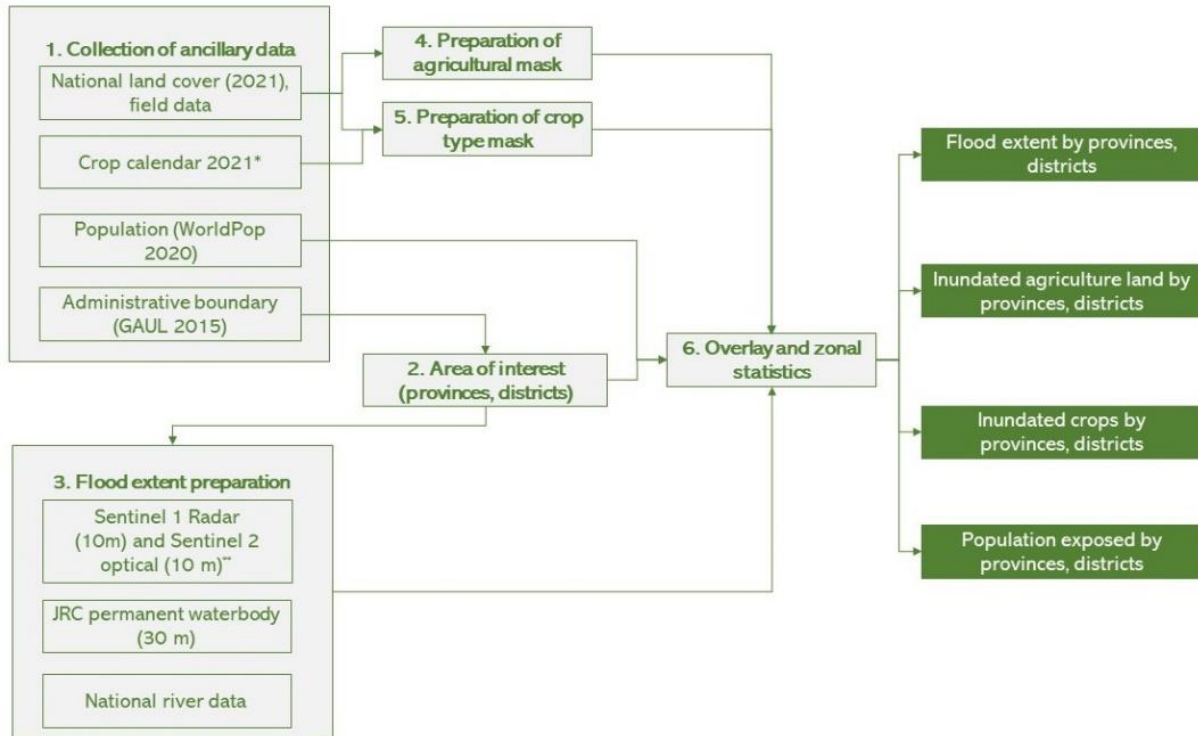 1. Collection of ancillary data
National land cover (2021),
field data
Crop calendar 2021*
Population (WorldPop
2020)
Administrative boundary
(GAUL 2015)
4. Preparation of
agricultural mask
5. Preparation of crop
type mask
2. Area of interest
(provinces, districts)
3. Flood extent preparation
Sentinel 1 Radar
(10m) and Sentinel 2
optical (10 m)**
JRC permanent waterbody
(30 m)
National river data
6. Overlay and zonal
statistics
Flood extent by provinces,
districts
Inundated agriculture land by
provinces, districts
Inundated crops by
provinces, districts
Population exposed by
provinces, districts